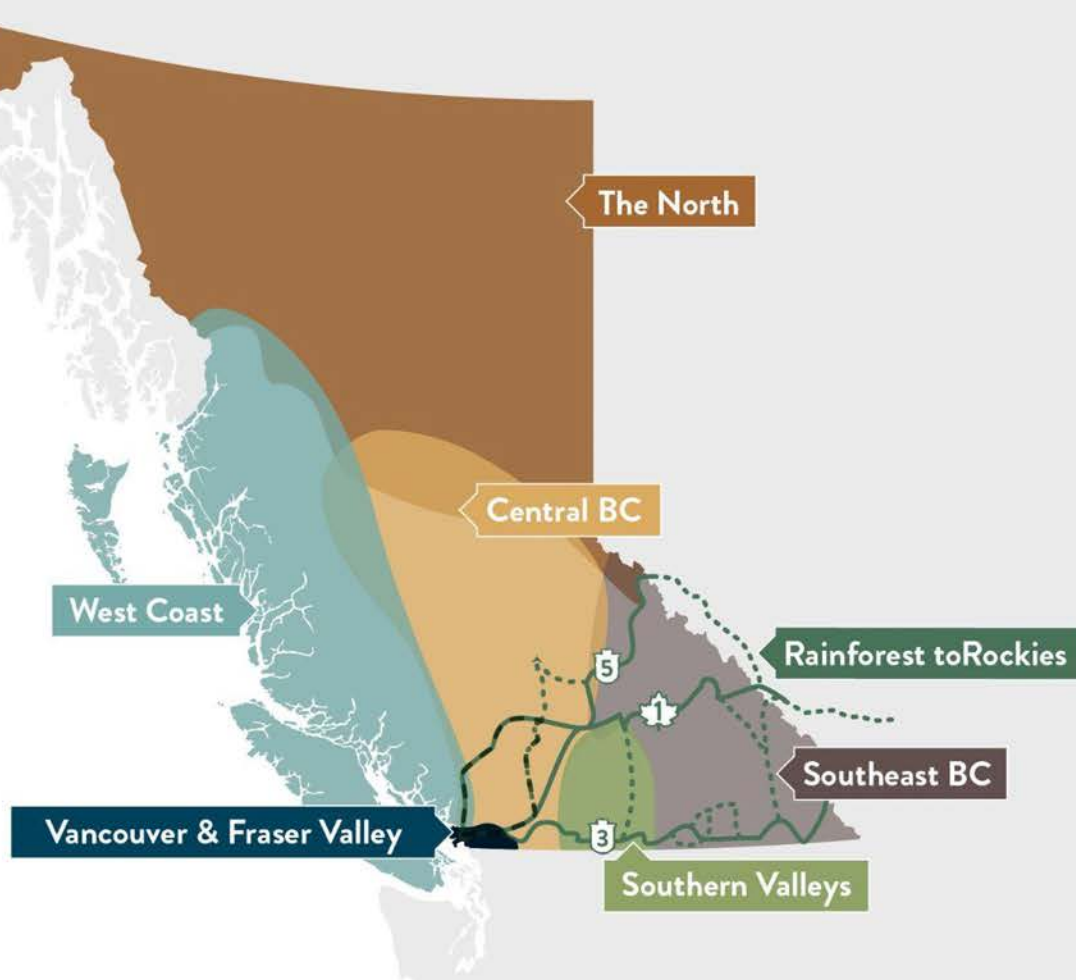 The North
Central BC
West Coast
Rainforest toRockies
5
1
Southeast BC
Vancouver & Fraser Valley
3
Southern Valleys